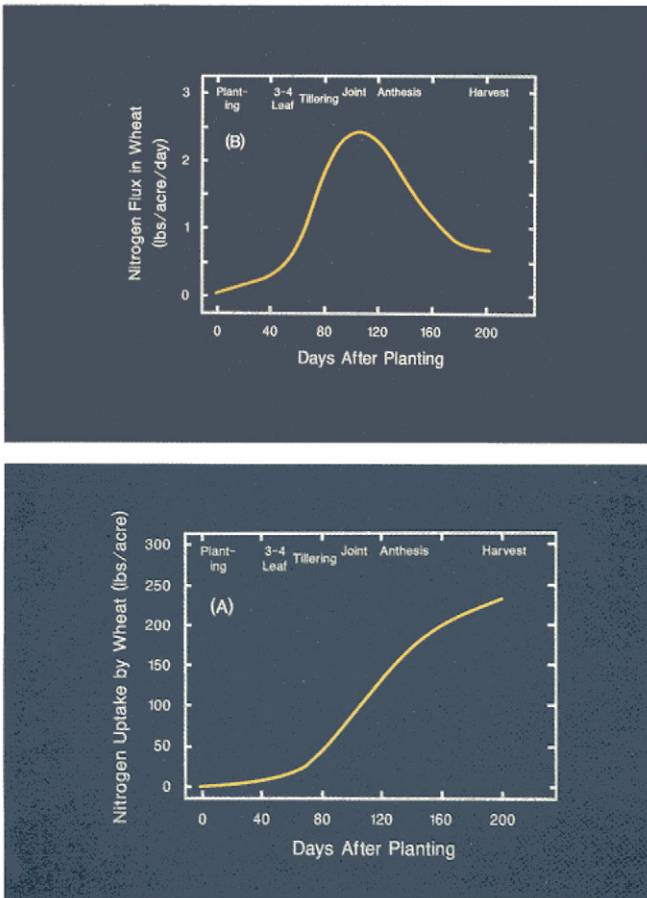 Nitrogen Flux in Wheat
(lbs/acre/day)
3
2
1
0
Plant-
ing
3-4
Leaf
Tillering
Joint
Anthesis
Harvest
(B)
0 40 80 120 160 200
Days After Planting
Nitrogen Uptake by Wheat (lbs/acre)
300
250
200
150
100
50
0
Plant-
ing
3-4
Leaf
Tillering
Joint
Anthesis
Harvest
(A)
0 40 80 120 160 200
Days After Planting